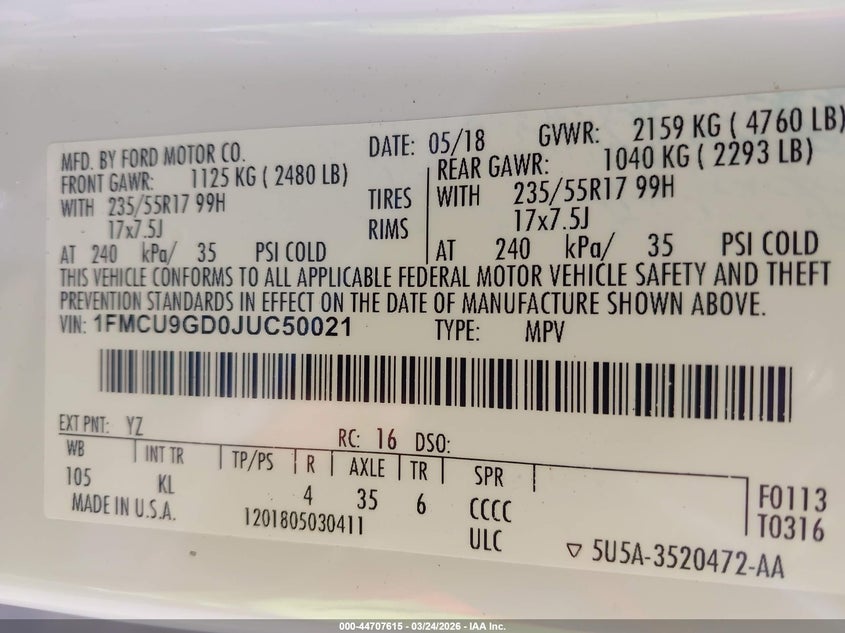 MFD. BY FORD MOTOR CO. DATE: 05/18 GVWR: 2159 KG ( 4760 LB)
FRONT GAWR: 1125 KG ( 2480 LB) REAR GAWR: 1040 KG ( 2293 LB)
WITH 235/55R17 99H TIRES WITH 235/55R17 99H
17x7.5J RIMS 17x7.5J
AT 240 kPa/ 35 PSI COLD AT 240 kPa/ 35 PSI COLD
THIS VEHICLE CONFORMS TO ALL APPLICABLE FEDERAL MOTOR VEHICLE SAFETY AND THEFT
PREVENTION STANDARDS IN EFFECT ON THE DATE OF MANUFACTURE SHOWN ABOVE.
VIN: 1FMCU9GD0JUC50021 TYPE: MPV
EXT PNT: YZ RC: 16 DSO:
WB INT TR TP/PS R AXLE TR SPR
105 KL 4 35 6 CCCC F0113
MADE IN U.S.A. 1201805030411 ULC T0316
5U5A-3520472-AA
000-44707615 - 03/24/2026 - IAA Inc.